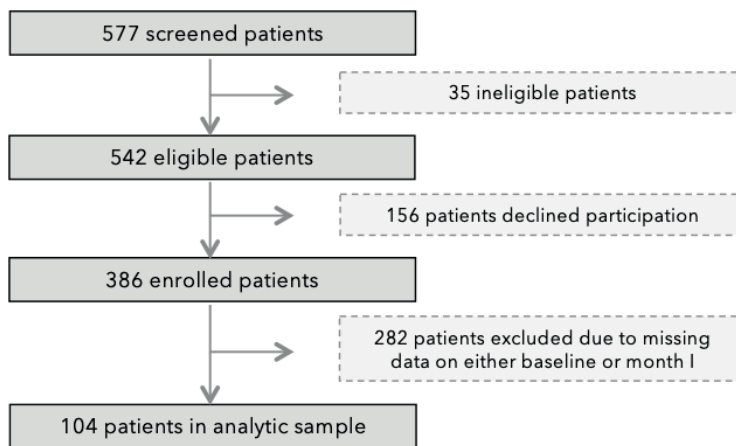 577 screened patients
35 ineligible patients
542 eligible patients
156 patients declined participation
386 enrolled patients
282 patients excluded due to missing
data on either baseline or month I
104 patients in analytic sample